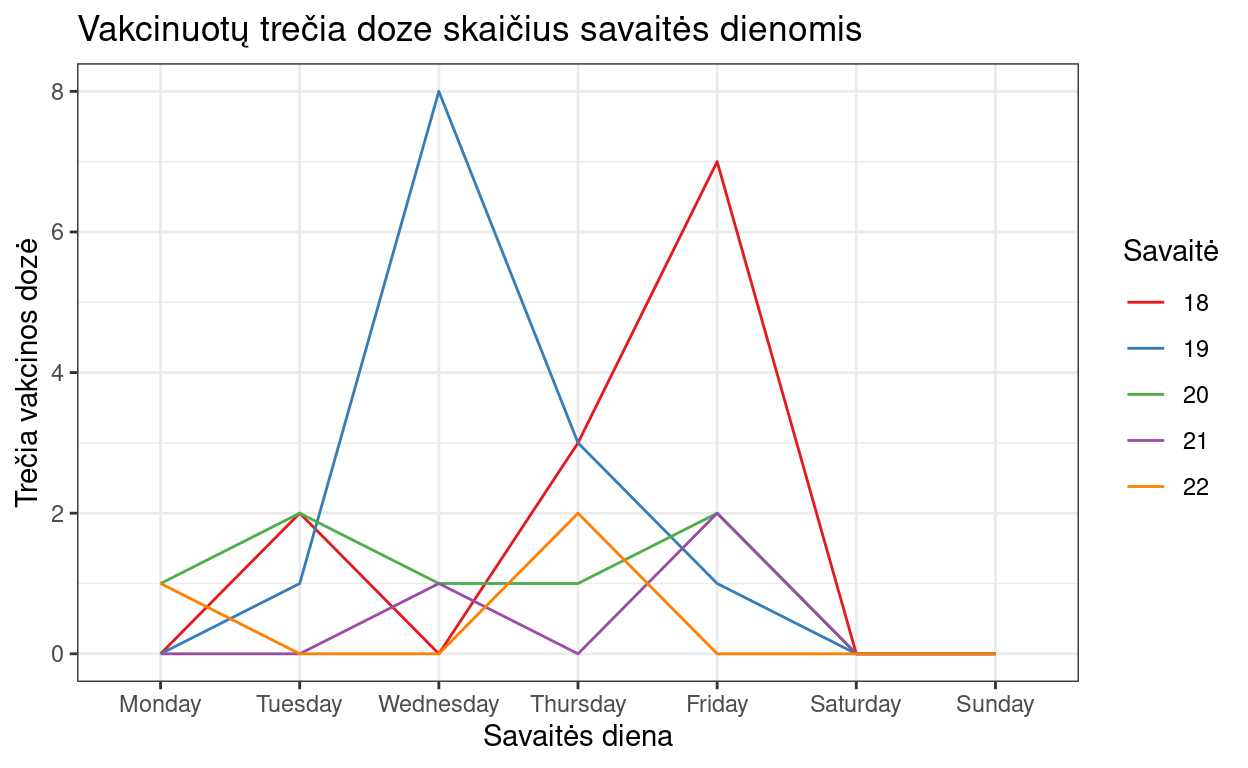 Vakcinuotų trečia doze skaičius savaitės dienomis
Trečia vakcinos dozė
8
6
4
2
0
Monday Tuesday Wednesday Thursday Friday Saturday Sunday
Savaitės diena
Savaitė
18
19
20
21
22